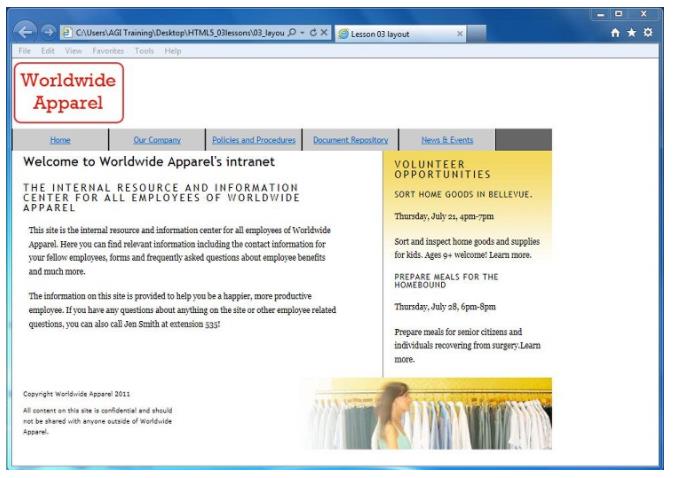 C:\Users\AGI Training\Desktop\HTML5_03lessons\03_layou
Lesson 03 layout
File Edit View Favorites Tools Help
Worldwide
Apparel
Home Our Company Policies and Procedures Document Repository News & Events
Welcome to Worldwide Apparel's intranet
THE INTERNAL RESOURCE AND INFORMATION
CENTER FOR ALL EMPLOYEES OF WORLDWIDE
APPAREL
This site is the internal resource and information center for all employees of Worldwide
Apparel. Here you can find relevant information including the contact information for
your fellow employees, forms and frequently asked questions about employee benefits
and much more.
The information on this site is provided to help you be a happier, more productive
employee. If you have any questions about anything on the site or other employee related
questions, you can also call Jen Smith at extension 535!
VOLUNTEER
OPPORTUNITIES
SORT HOME GOODS IN BELLEVUE.
Thursday, July 21, 4pm-7pm
Sort and inspect home goods and supplies
for kids. Ages 9+ welcome! Learn more.
PREPARE MEALS FOR THE
HOMEBOUND
Thursday, July 28, 6pm-8pm
Prepare meals for senior citizens and
individuals recovering from surgery.Learn
more.
Copyright Worldwide Apparel 2011
All content on this site is confidential and should
not be shared with anyone outside of Worldwide
Apparel.